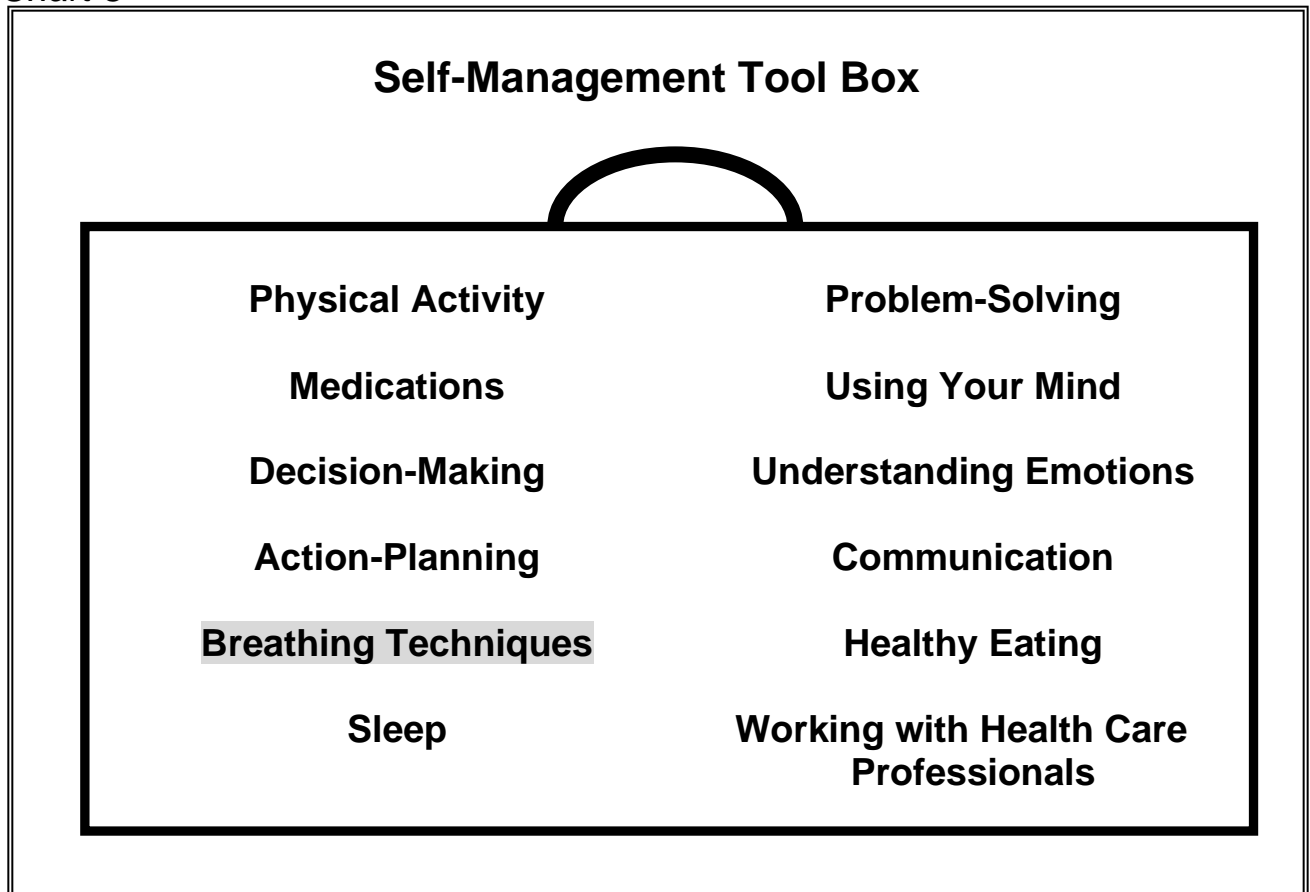 Self-Management Tool Box
Physical Activity
Medications
Decision-Making
Action-Planning
Breathing Techniques
Sleep
Problem-Solving
Using Your Mind
Understanding Emotions
Communication
Healthy Eating
Working with Health Care
Professionals